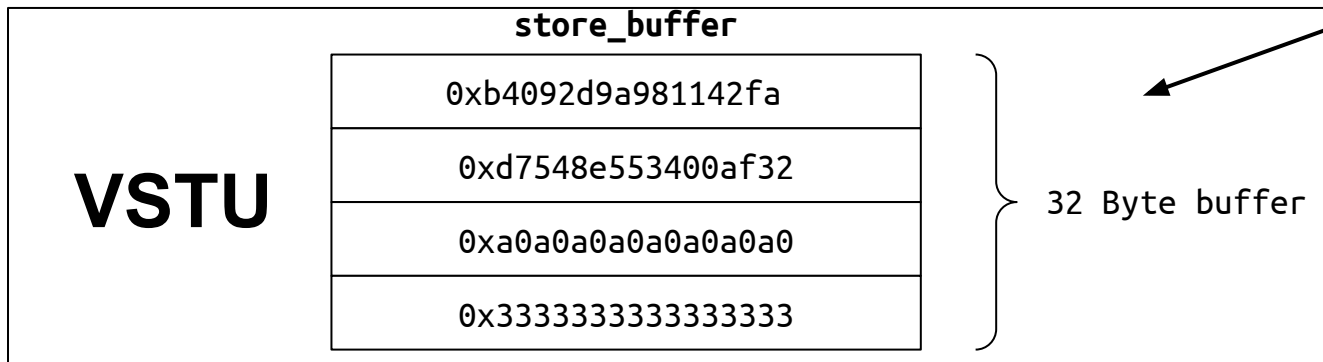 store_buffer
0xb4092d9a981142fa
0xd7548e553400af32
VSTU
0xa0a0a0a0a0a0a0a0
32 Byte buffer
0x3333333333333333